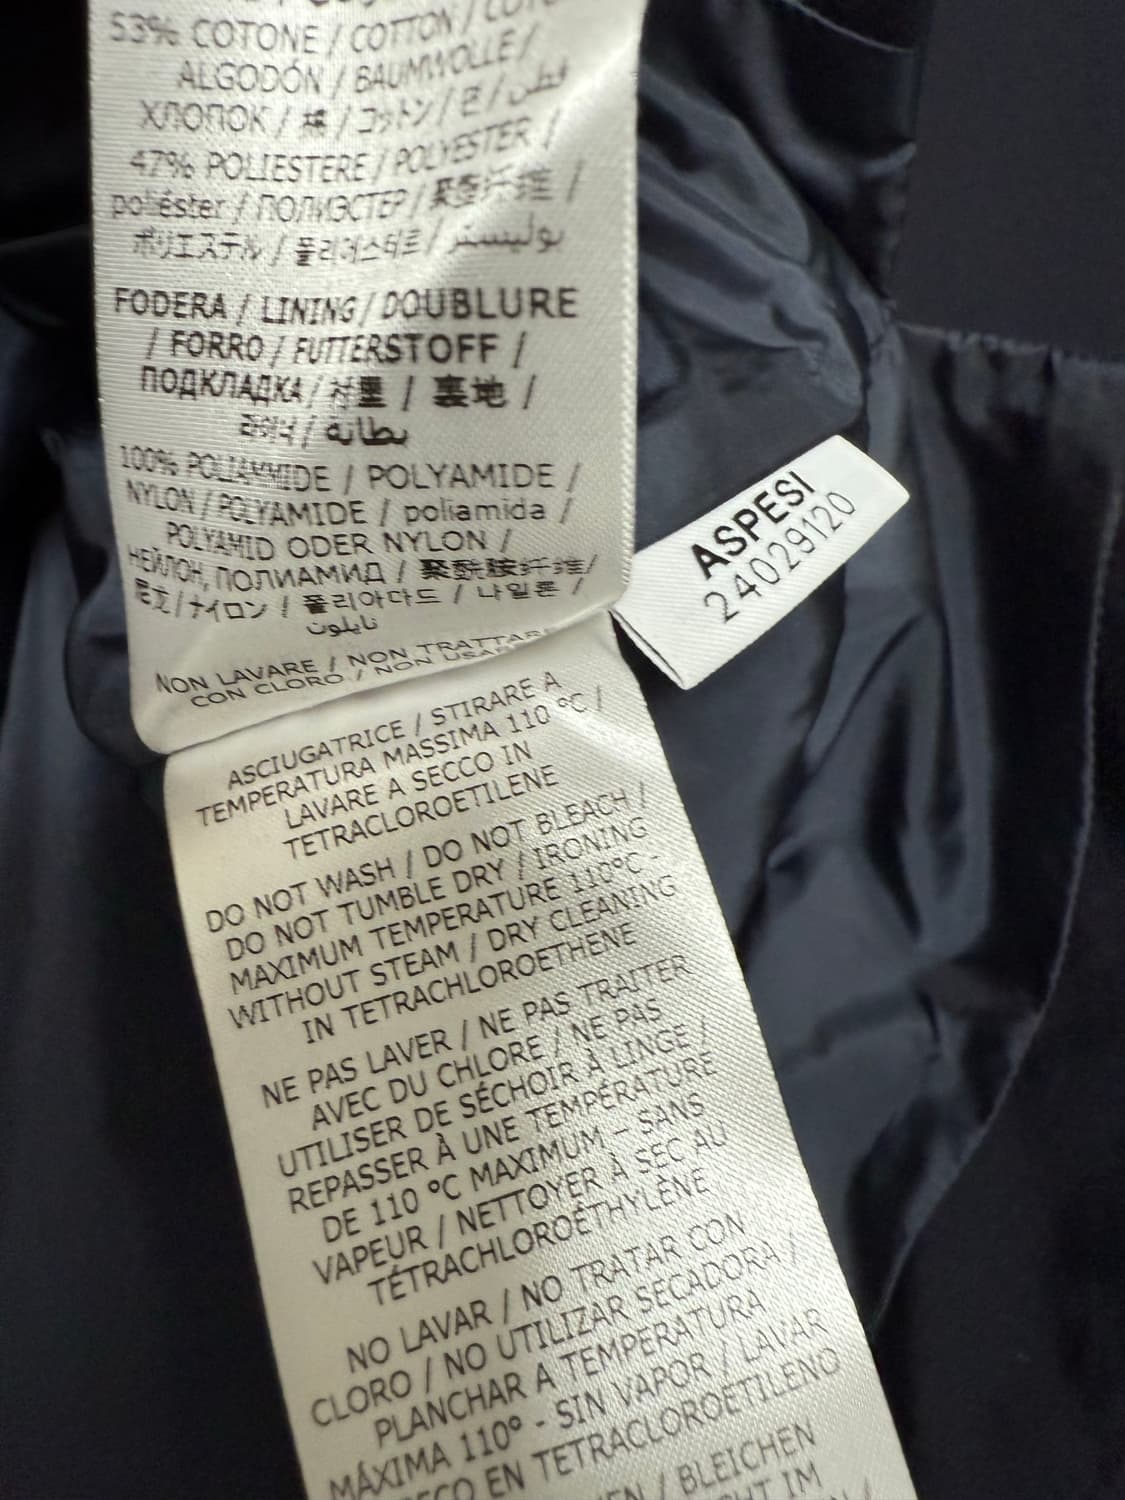 53% COTONE / COTTON /
ALGODÓN / BAUMWOLLE /
ХЛОПОК / 棉 / コットン / 면 / قطن
47% POLIESTERE / POLYESTER /
poliéster / ПОЛИЭСТЕР / 聚酯纤维 /
ポリエステル / 폴리에스테르 / بوليستر
FODERA / LINING / DOUBLURE
/ FORRO / FUTTERSTOFF /
ПОДКЛАДКА / 衬里 / 裏地 /
بطانة /
100% POLIAMMIDE / POLYAMIDE /
NYLON / POLYAMIDE / poliamida /
POLYAMID ODER NYLON /
НЕЙЛОН, ПОЛИАМИД / 聚酰胺纤维/
尼龙 / ナイロン / 폴리아다드 / 나일론 /
نايلون
NON LAVARE / NON TRATTARE
CON CLORO / NON
ASCIUGATRICE / STIRARE A
TEMPERATURA MASSIMA 110 °C /
LAVARE A SECCO IN
TETRACLOROETILENE
DO NOT WASH / DO NOT BLEACH /
DO NOT TUMBLE DRY / IRONING
MAXIMUM TEMPERATURE 110°C -
WITHOUT STEAM / DRY CLEANING
IN TETRACHLOROETHENE
NE PAS LAVER / NE PAS TRAITER
AVEC DU CHLORE / NE PAS
UTILISER DE SÉCHOIR À LINGE /
REPASSER À UNE TEMPÉRATURE
DE 110 °C MAXIMUM – SANS
VAPEUR / NETTOYER À SEC AU
TÉTRACHLOROÉTHYLÈNE
NO LAVAR / NO TRATAR CON
CLORO / NO UTILIZAR SECADORA /
PLANCHAR A TEMPERATURA
MÁXIMA 110° - SIN VAPOR / LAVAR
EN TETRACLOROETILENO
/ BLEICHEN
IM
ASPESI
24029120